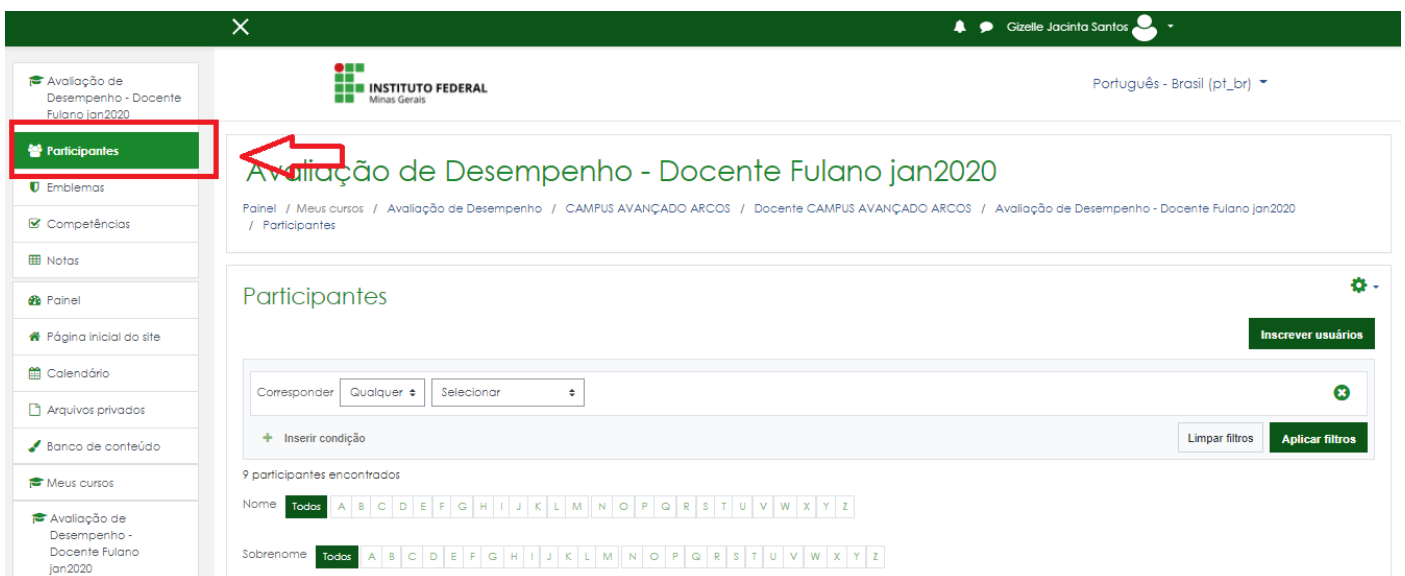 Gizelle Jacinta Santos
Avaliação de
Desempenho - Docente
Fulano jan2020
Participantes
Emblemas
Competências
Notas
Painel
Página inicial do site
Calendário
Arquivos privados
Banco de conteúdo
Meus cursos
Avaliação de
Desempenho -
Docente Fulano
jan2020
INSTITUTO FEDERAL
Minas Gerais
Português - Brasil (pt_br)
Avaliação de Desempenho - Docente Fulano jan2020
Painel / Meus cursos / Avaliação de Desempenho / CAMPUS AVANÇADO ARCOS / Docente CAMPUS AVANÇADO ARCOS / Avaliação de Desempenho - Docente Fulano jan2020
/ Participantes
Participantes
Inscrever usuários
Corresponder Qualquer Selecionar
Inserir condição Limpar filtros Aplicar filtros
9 participantes encontrados
Nome Todos A B C D E F G H I J K L M N O P Q R S T U V W X Y Z
Sobrenome Todos A B C D E F G H I J K L M N O P Q R S T U V W X Y Z